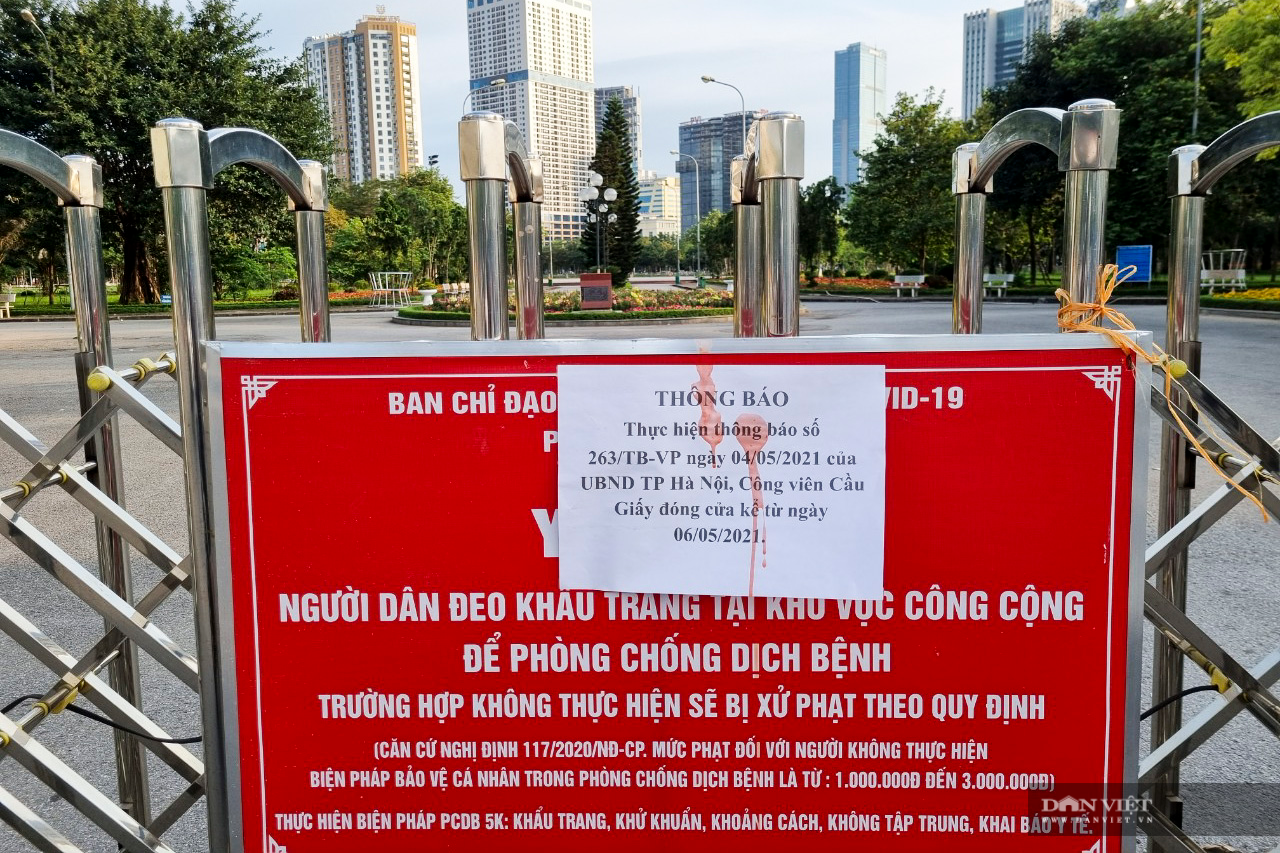 BAN CHỈ ĐẠO
VID-19
P
Y
THÔNG BÁO
Thực hiện thông báo số
263/TB-VP ngày 04/05/2021 của
UBND TP Hà Nội, Công viên Cầu
Giấy đóng cửa kể từ ngày
06/05/2021.
NGƯỜI DÂN ĐEO KHẨU TRANG TẠI KHU VỰC CÔNG CỘNG
ĐỂ PHÒNG CHỐNG DỊCH BỆNH
TRƯỜNG HỢP KHÔNG THỰC HIỆN SẼ BỊ XỬ PHẠT THEO QUY ĐỊNH
(CĂN CỨ NGHỊ ĐỊNH 117/2020/NĐ-CP. MỨC PHẠT ĐỐI VỚI NGƯỜI KHÔNG THỰC HIỆN
BIỆN PHÁP BẢO VỆ CÁ NHÂN TRONG PHÒNG CHỐNG DỊCH BỆNH LÀ TỪ : 1.000.000Đ ĐẾN 3.000.000Đ)
THỰC HIỆN BIỆN PHÁP PCDB 5K: KHẨU TRANG, KHỬ KHUẨN, KHOẢNG CÁCH, KHÔNG TẬP TRUNG, KHAI BÁO Y TẾ.
DÂN VIỆT
WWW.DANVIET.VN